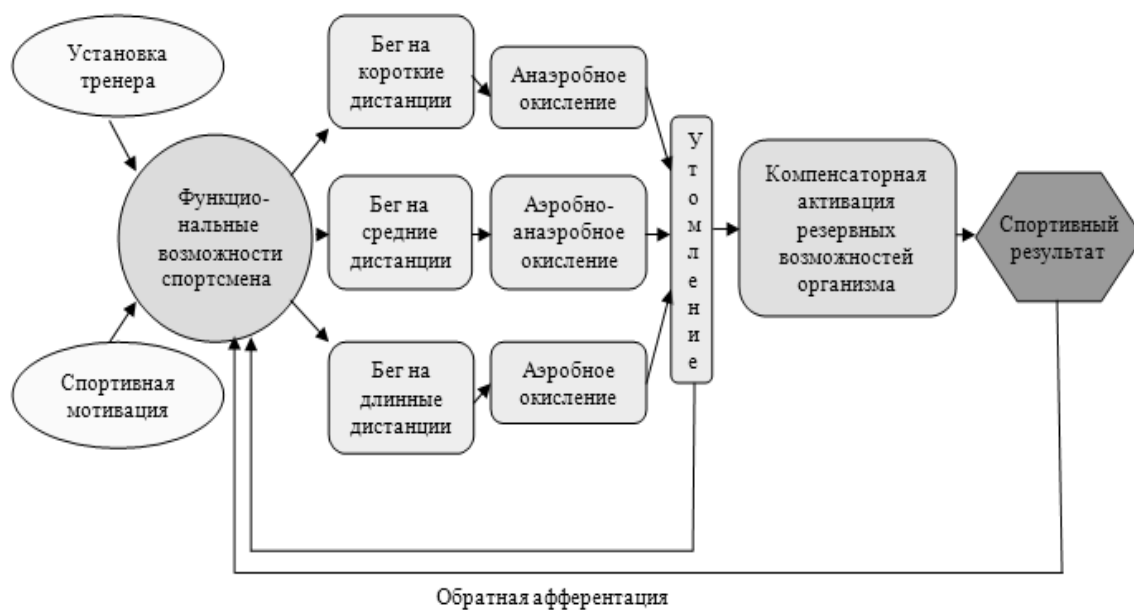 Установка
тренера
Функцио-
нальные
возможности
спортсмена
Спортивная
мотивация
Бег на
короткие
дистанции
Анаэробное
окисление
Бег на
средние
дистанции
Аэробно-
анаэробное
окисление
Бег на
длинные
дистанции
Аэробное
окисление
Утомление
Компенсаторная
активация
резервных
возможностей
организма
Спортивный
результат
Обратная афферентация